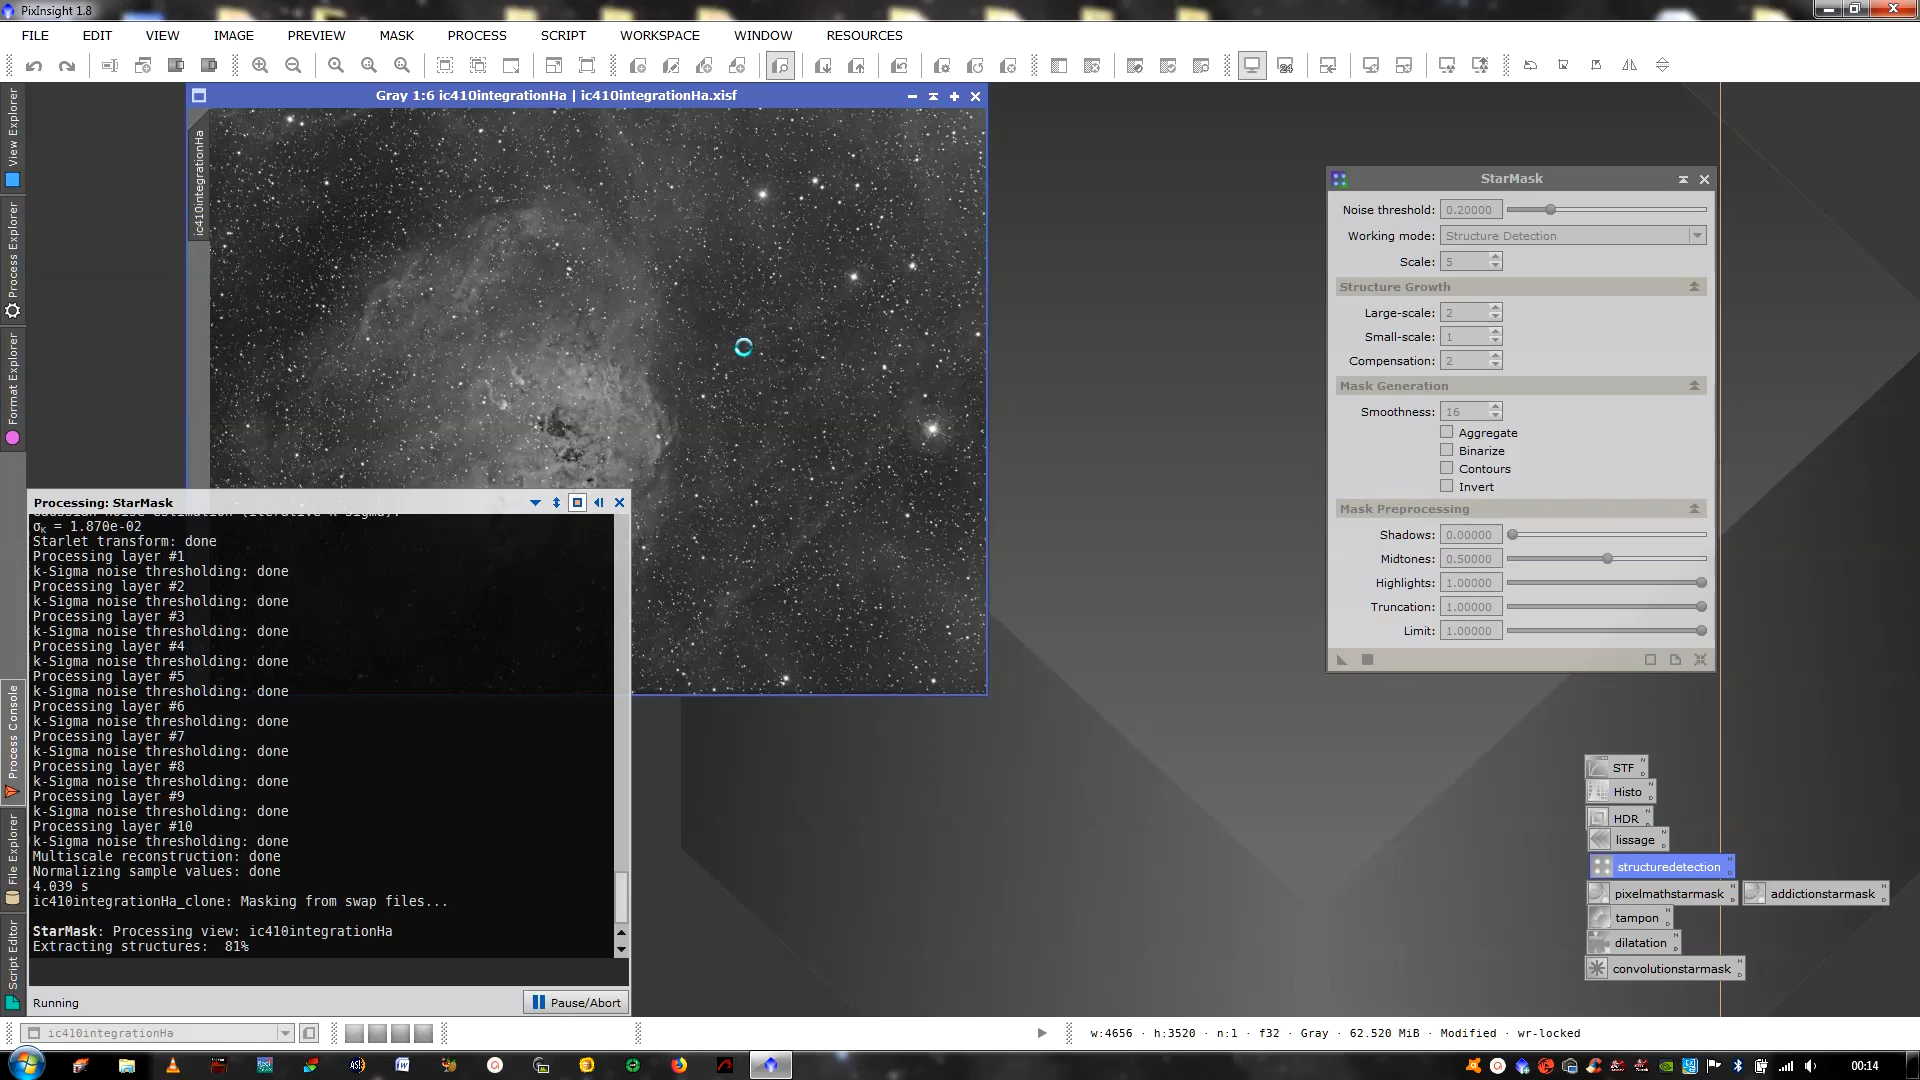 PixInsight 1.8
FILE EDIT VIEW IMAGE PREVIEW MASK PROCESS SCRIPT WORKSPACE WINDOW RESOURCES
24
View Explorer
Process Explorer
Format Explorer
Process Console
File Explorer
Script Editor
Gray 1:6 ic410integrationHa | ic410integrationHa.xisf
ic410integrationHa
StarMask
Noise threshold: 0.20000
Working mode: Structure Detection
Scale: 5
Structure Growth
Large-scale: 2
Small-scale: 1
Compensation: 2
Mask Generation
Smoothness: 16
Aggregate
Binarize
Contours
Invert
Mask Preprocessing
Shadows: 0.00000
Midtones: 0.50000
Highlights: 1.00000
Truncation: 1.00000
Limit: 1.00000
Processing: StarMask
Gaussian noise estimation (iterative k-sigma):
σκ = 1.870e-02
Starlet transform: done
Processing layer #1
k-Sigma noise thresholding: done
Processing layer #2
k-Sigma noise thresholding: done
Processing layer #3
k-Sigma noise thresholding: done
Processing layer #4
k-Sigma noise thresholding: done
Processing layer #5
k-Sigma noise thresholding: done
Processing layer #6
k-Sigma noise thresholding: done
Processing layer #7
k-Sigma noise thresholding: done
Processing layer #8
k-Sigma noise thresholding: done
Processing layer #9
k-Sigma noise thresholding: done
Processing layer #10
k-Sigma noise thresholding: done
Multiscale reconstruction: done
Normalizing sample values: done
4.039 s
ic410integrationHa_clone: Masking from swap files...
StarMask: Processing view: ic410integrationHa
Extracting structures: 81%
Running
Pause/Abort
STF
Histo
HDR
lissage
structuredetection
pixelmathstarmask
addictionstarmask
tampon
dilatation
convolutionstarmask
ic410integrationHa
w:4656 · h:3520 · n:1 · f32 · Gray · 62.520 MiB · Modified · wr-locked
00:14